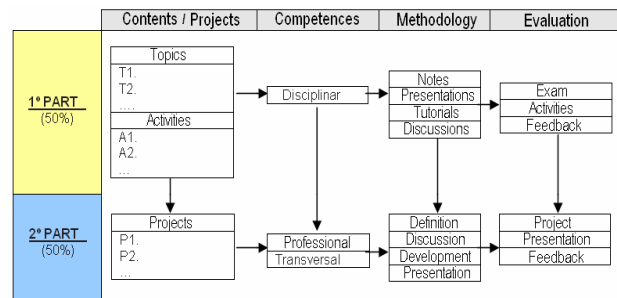 Contents / Projects
Competences
Methodology
Evaluation
1º PART
(50%)
Topics
T1.
T2.
....
Activities
A1.
A2.
...
Disciplinar
Notes
Presentations
Tutorials
Discussions
Exam
Activities
Feedback
2º PART
(50%)
Projects
P1.
P2.
...
Professional
Transversal
Definition
Discussion
Development
Presentation
Project
Presentation
Feedback